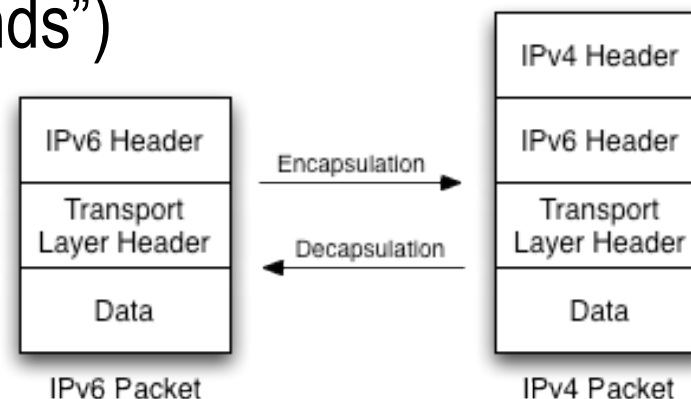 nds”)
IPv4 Header
IPv6 Header
IPv6 Header
Encapsulation
Transport
Layer Header
Transport
Layer Header
Decapsulation
Data
Data
IPv6 Packet
IPv4 Packet